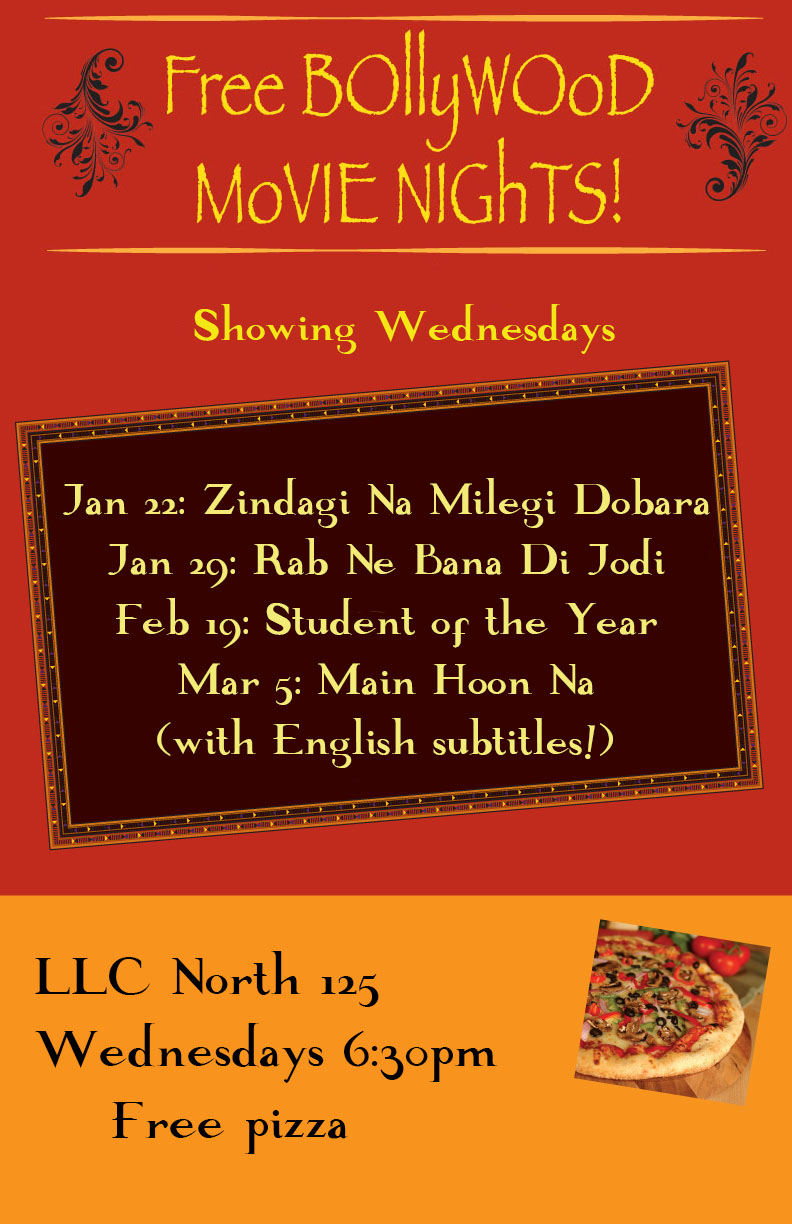 Free BOllyWOoD
MoVIE NIGhTS!
Showing Wednesdays
Jan 22: Zindagi Na Milegi Dobara
Jan 29: Rab Ne Bana Di Jodi
Feb 19: Student of the Year
Mar 5: Main Hoon Na
(with English subtitles!)
LLC North 125
Wednesdays 6:30pm
Free pizza